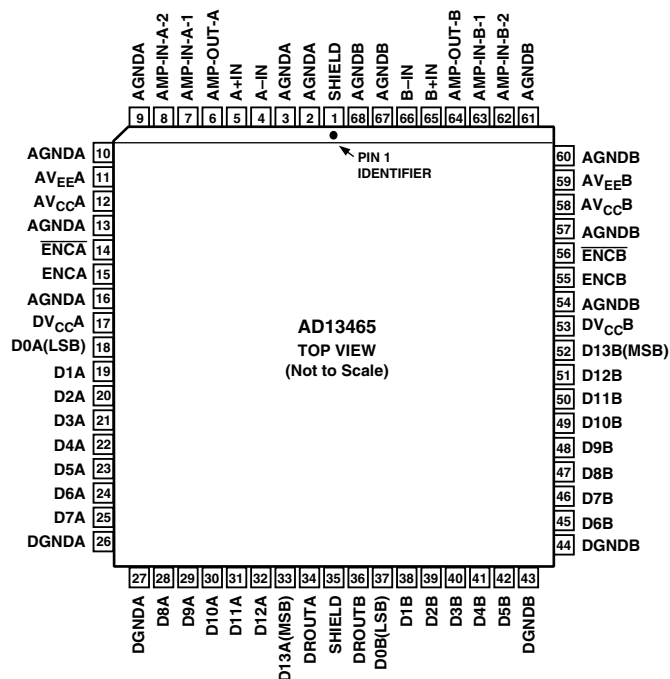 AGNDA
AMP-IN-A-2
AMP-IN-A-1
AMP-OUT-A
A+IN
A–IN
AGNDA
AGNDA
SHIELD
AGNDB
AGNDB
B–IN
B+IN
AMP-OUT-B
AMP-IN-B-1
AMP-IN-B-2
AGNDB
9 8 7 6 5 4 3 2 1 68 67 66 65 64 63 62 61
PIN 1
IDENTIFIER
AGNDA 10
AVEEA 11
AVCCA 12
AGNDA 13
ENCA 14
ENCA 15
AGNDA 16
DVCCA 17
D0A(LSB) 18
D1A 19
D2A 20
D3A 21
D4A 22
D5A 23
D6A 24
D7A 25
DGNDA 26
AD13465
TOP VIEW
(Not to Scale)
60 AGNDB
59 AVEEB
58 AVCCB
57 AGNDB
56 ENCB
55 ENCB
54 AGNDB
53 DVCCB
52 D13B(MSB)
51 D12B
50 D11B
49 D10B
48 D9B
47 D8B
46 D7B
45 D6B
44 DGNDB
27 28 29 30 31 32 33 34 35 36 37 38 39 40 41 42 43
DGNDA
D8A
D9A
D10A
D11A
D12A
D13A(MSB)
DROUTA
SHIELD
DROUTB
D0B(LSB)
D1B
D2B
D3B
D4B
D5B
DGNDB